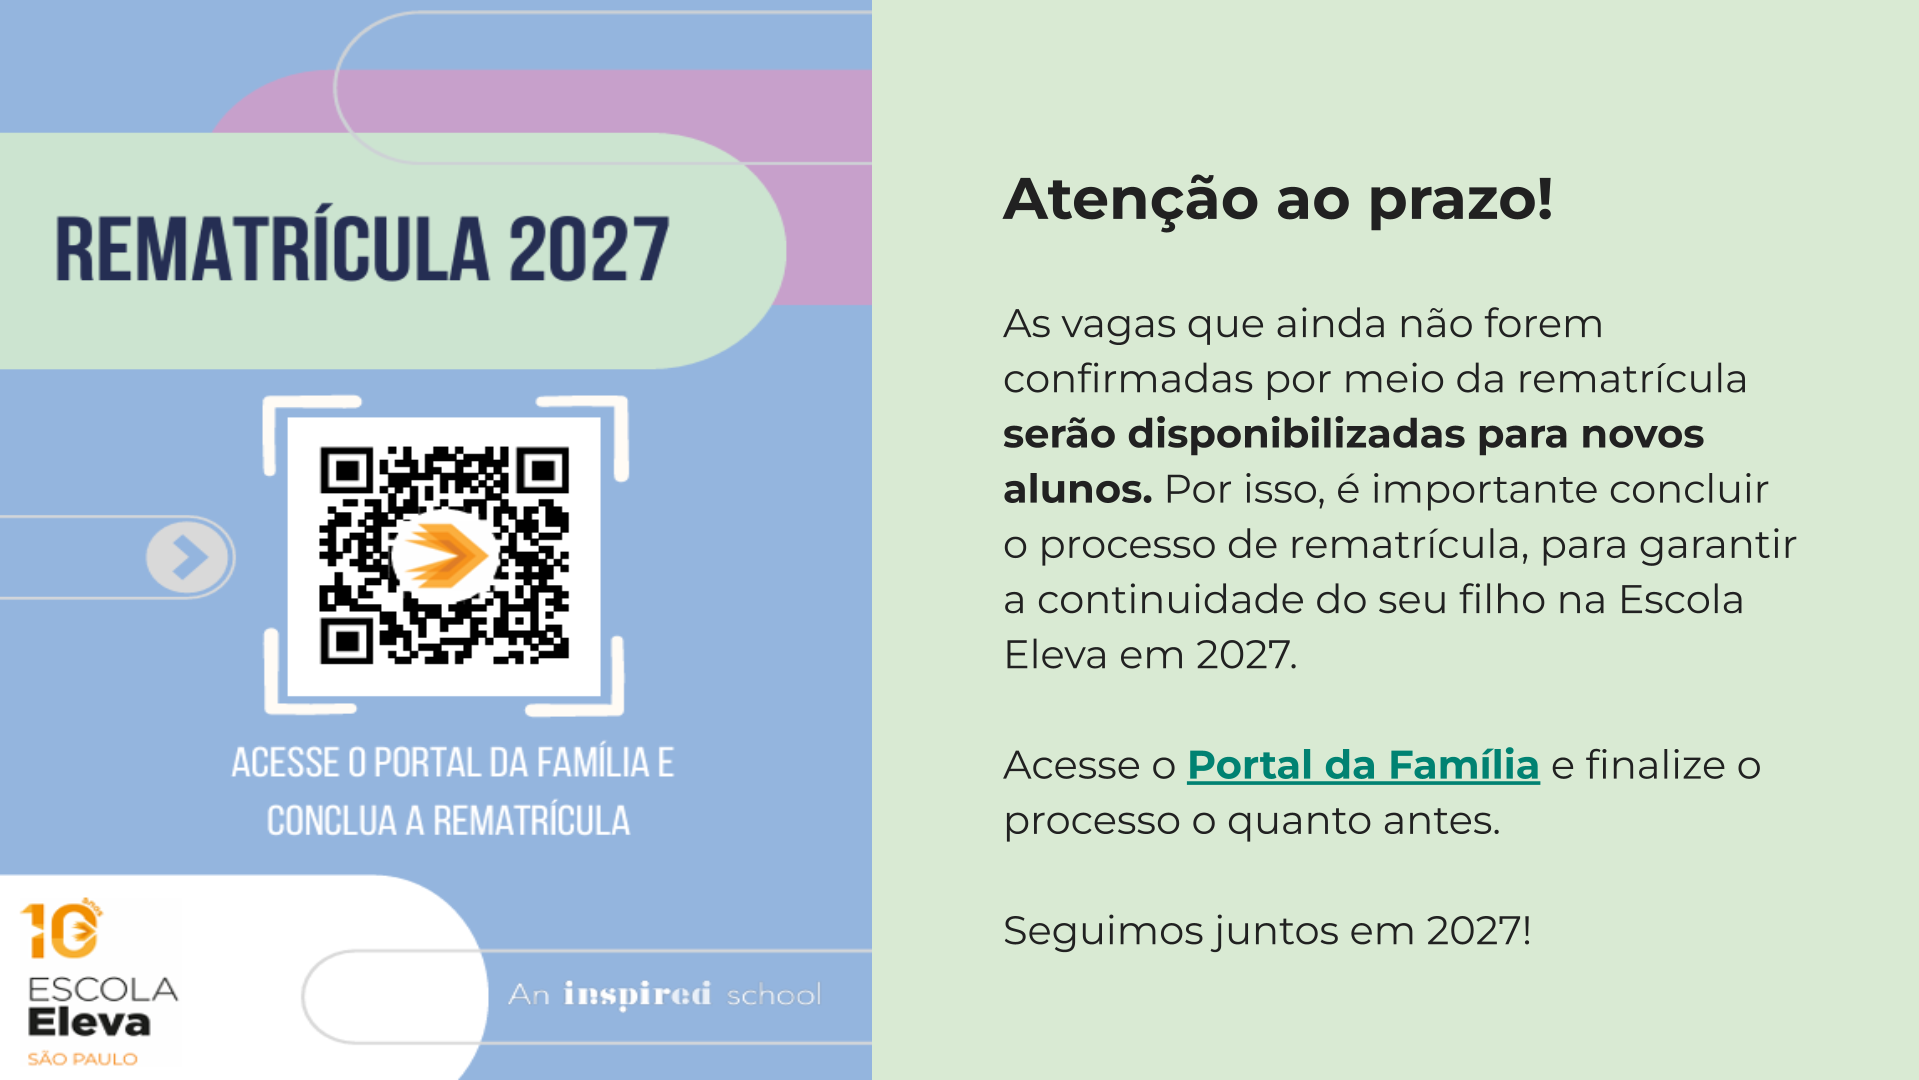 REMATRÍCULA 2027
ACESSE O PORTAL DA FAMÍLIA E
CONCLUA A REMATRÍCULA
10 anos
ESCOLA
Eleva
SÃO PAULO
An inspired school
Atenção ao prazo!
As vagas que ainda não forem
confirmadas por meio da rematrícula
serão disponibilizadas para novos
alunos. Por isso, é importante concluir
o processo de rematrícula, para garantir
a continuidade do seu filho na Escola
Eleva em 2027.
Acesse o Portal da Família e finalize o
processo o quanto antes.
Seguimos juntos em 2027!